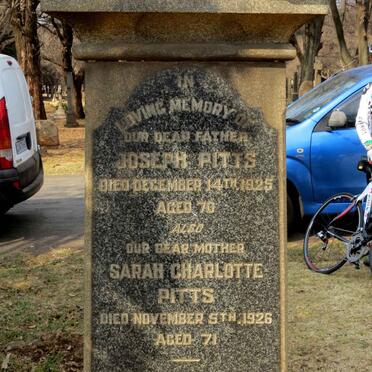 IN
LOVING MEMORY OF
OUR DEAR FATHER
JOSEPH PITTS
DIED DECEMBER 14TH, 1925
AGED 70
ALSO
OUR DEAR MOTHER
SARAH CHARLOTTE
PITTS
DIED NOVEMBER 5TH, 1926
AGED 71